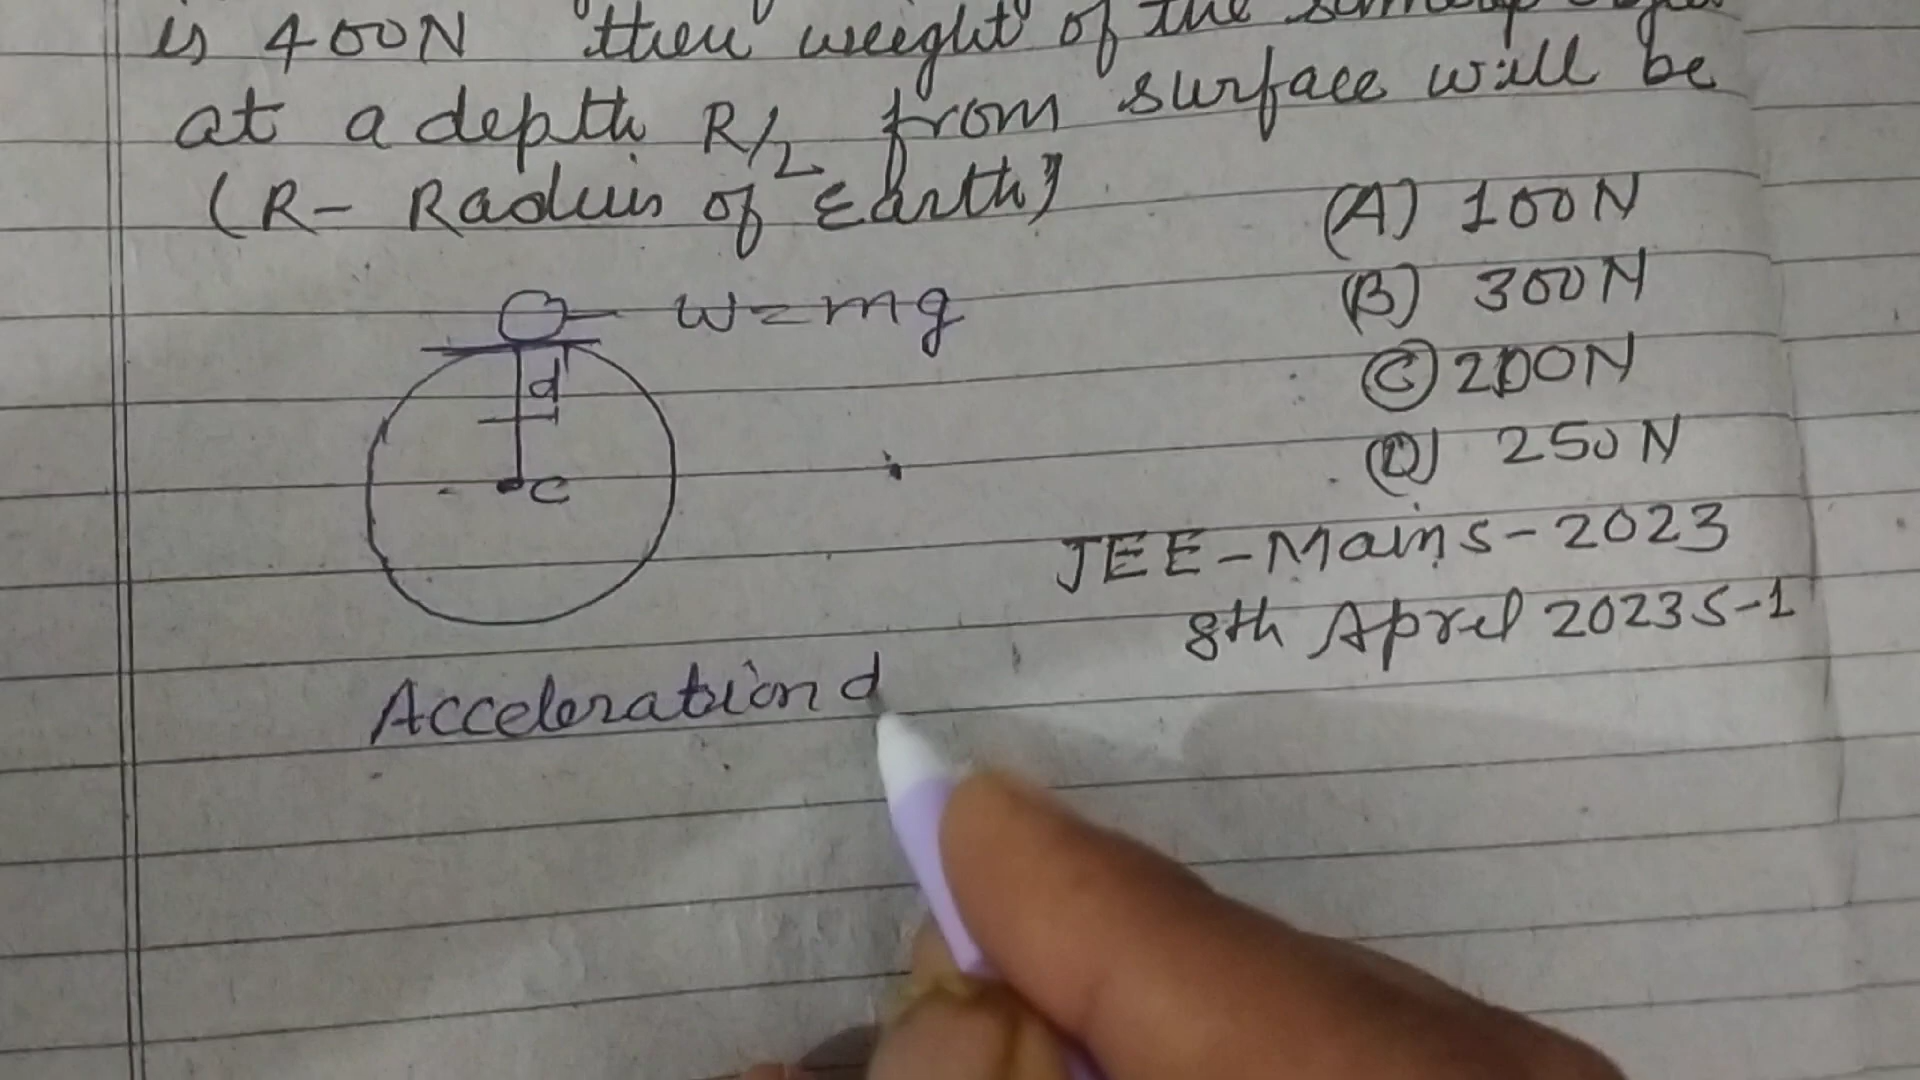 is 400N then weight of the
at a depth R/2 from surface will be
(R- Radius of Earth)
(A) 100N
(B) 300N
(C) 200N
(D) 250N
W=mg
d
C
JEE-Mains-2023
8th April 2023 S-1
Acceleration d